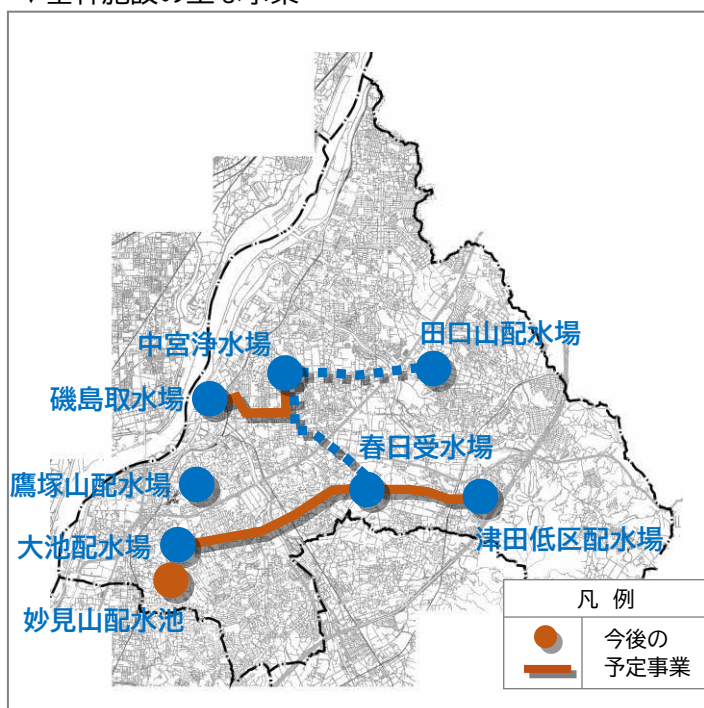 田口山配水場
中宮浄水場
磯島取水場
春日受水場
鷹塚山配水場
大池配水場
津田低区配水場
妙見山配水池
凡 例
今後の
予定事業